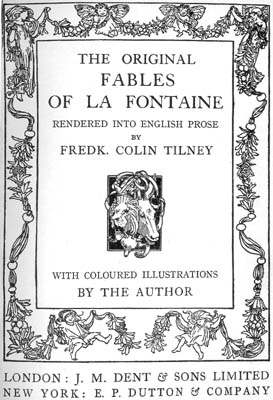 THE ORIGINAL
FABLES
OF LA FONTAINE
RENDERED INTO ENGLISH PROSE
BY
FREDK. COLIN TILNEY
WITH COLOURED ILLUSTRATIONS
BY THE AUTHOR
LONDON: J. M. DENT & SONS LIMITED
NEW YORK: E. P. DUTTON & COMPANY